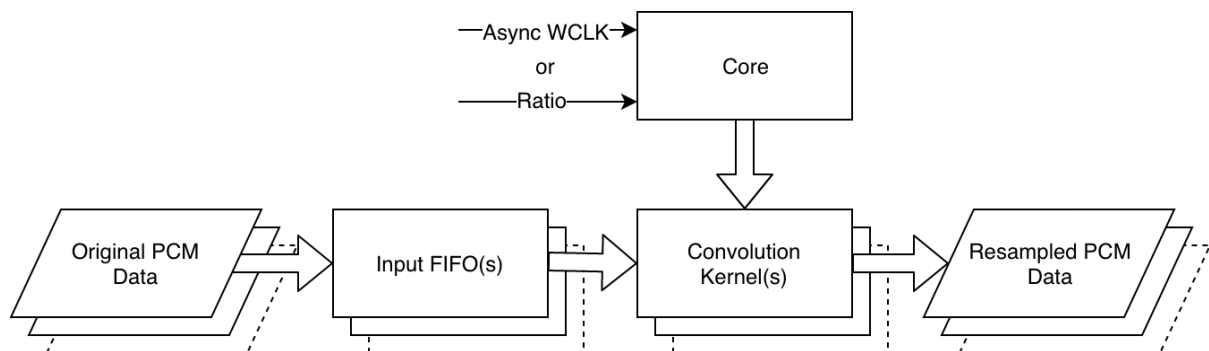 Async WCLK
or
Ratio
Core
Original PCM
Data
Input FIFO(s)
Convolution
Kernel(s)
Resampled PCM
Data